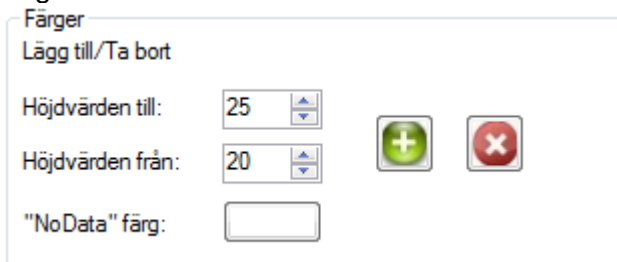 Färger
Lägg till/Ta bort
Höjdvärden till: 25
Höjdvärden från: 20
"NoData" färg: